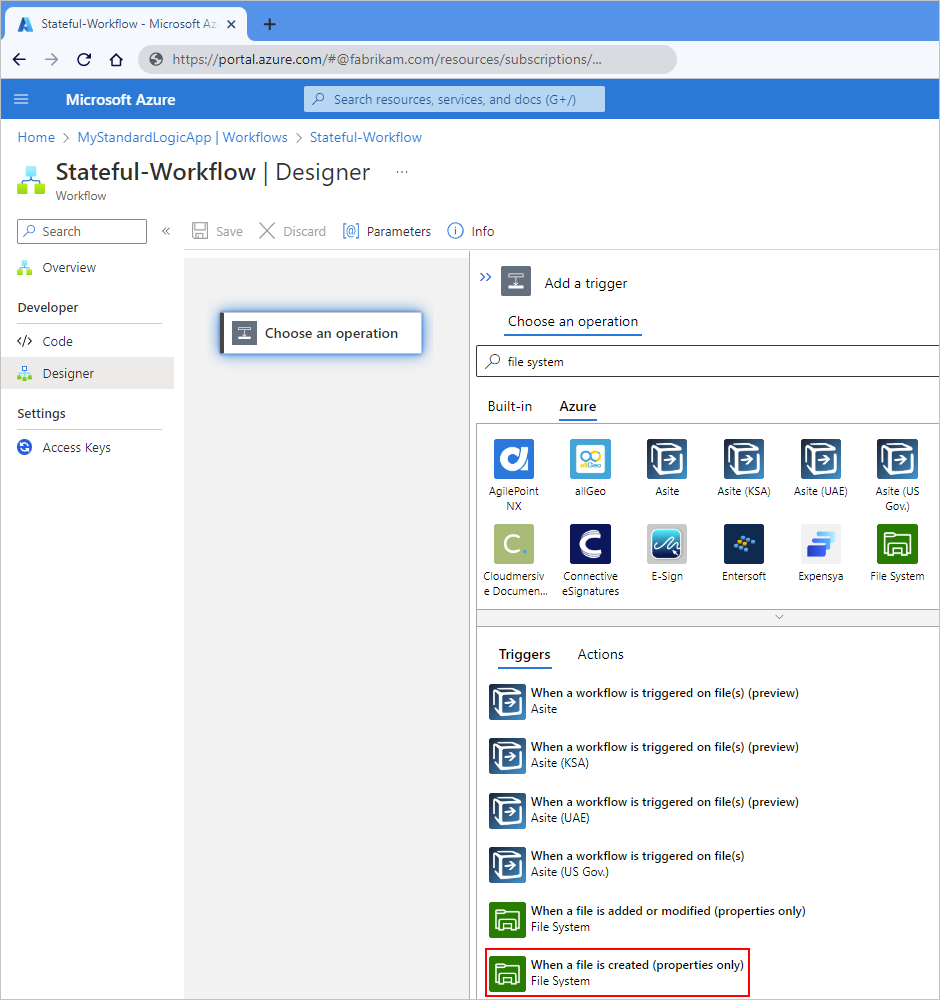 Stateful-Workflow - Microsoft Az
https://portal.azure.com/#@fabrikam.com/resources/subscriptions/...
Microsoft Azure
Search resources, services, and docs (G+/)
Home > MyStandardLogicApp | Workflows > Stateful-Workflow
Stateful-Workflow | Designer ...
Workflow
Search «
Save Discard [@] Parameters Info
Overview
Developer
</> Code
Designer
Settings
Access Keys
Choose an operation
Add a trigger
Choose an operation
file system
Built-in Azure
AgilePoint NX
allGeo
Asite
Asite (KSA)
Asite (UAE)
Asite (US
Gov.)
Cloudmersiv
e Documen...
Connective
eSignatures
E-Sign
Entersoft
Expensya
File System
Triggers Actions
When a workflow is triggered on file(s) (preview)
Asite
When a workflow is triggered on file(s) (preview)
Asite (KSA)
When a workflow is triggered on file(s) (preview)
Asite (UAE)
When a workflow is triggered on file(s)
Asite (US Gov.)
When a file is added or modified (properties only)
File System
When a file is created (properties only)
File System